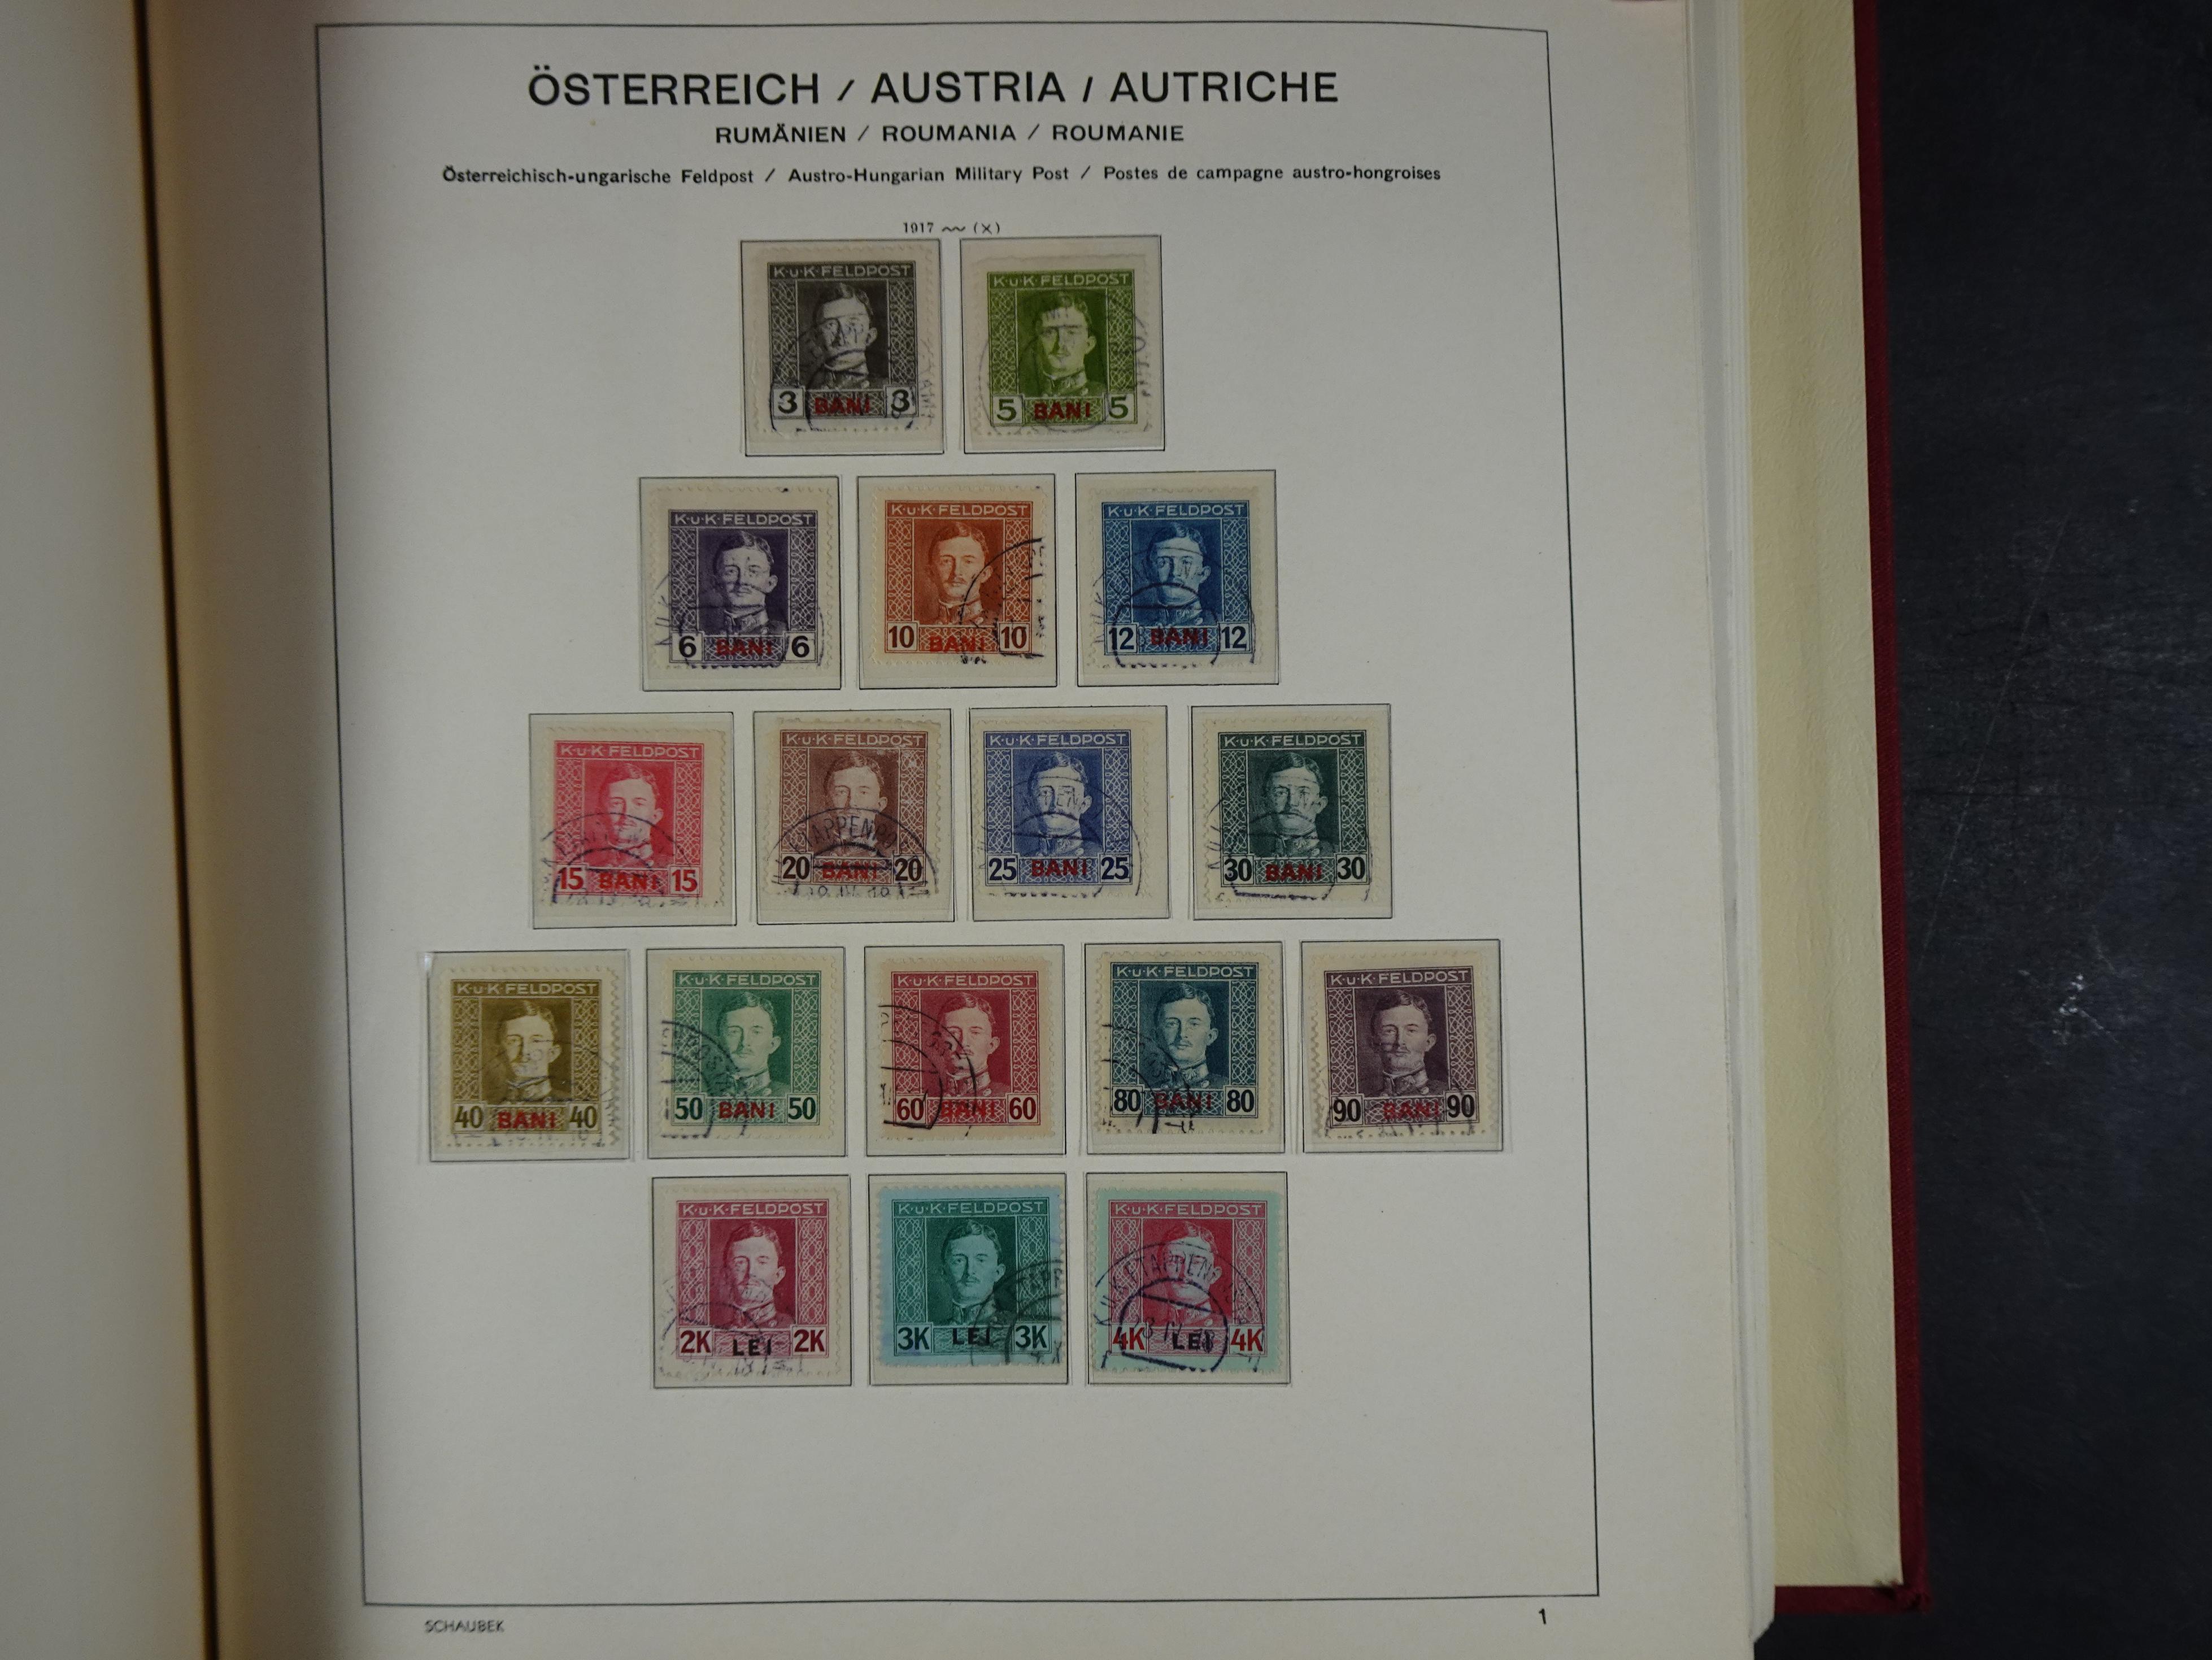 ÖSTERREICH / AUSTRIA / AUTRICHE
RUMÄNIEN / ROUMANIA / ROUMANIE
Österreichisch-ungarische Feldpost / Austro-Hungarian Military Post / Postes de campagne austro-hongroises
1917 (×)
K·u·K·FELDPOST
3 BANI 3
K·u·K·FELDPOST
5 BANI 5
K·u·K·FELDPOST
6 BANI 6
K·u·K·FELDPOST
10 BANI 10
K·u·K·FELDPOST
12 BANI 12
K·u·K·FELDPOST
15 BANI 15
K·u·K·FELDPOST
20 BANI 20
K·u·K·FELDPOST
25 BANI 25
K·u·K·FELDPOST
30 BANI 30
K·u·K·FELDPOST
40 BANI 40
K·u·K·FELDPOST
50 BANI 50
K·u·K·FELDPOST
60 BANI 60
K·u·K·FELDPOST
80 BANI 80
K·u·K·FELDPOST
90 BANI 90
K·u·K·FELDPOST
2K LEI 2K
K·u·K·FELDPOST
3K LEI 3K
K·u·K·FELDPOST
4K LEI 4K
SCHAUBEK
1